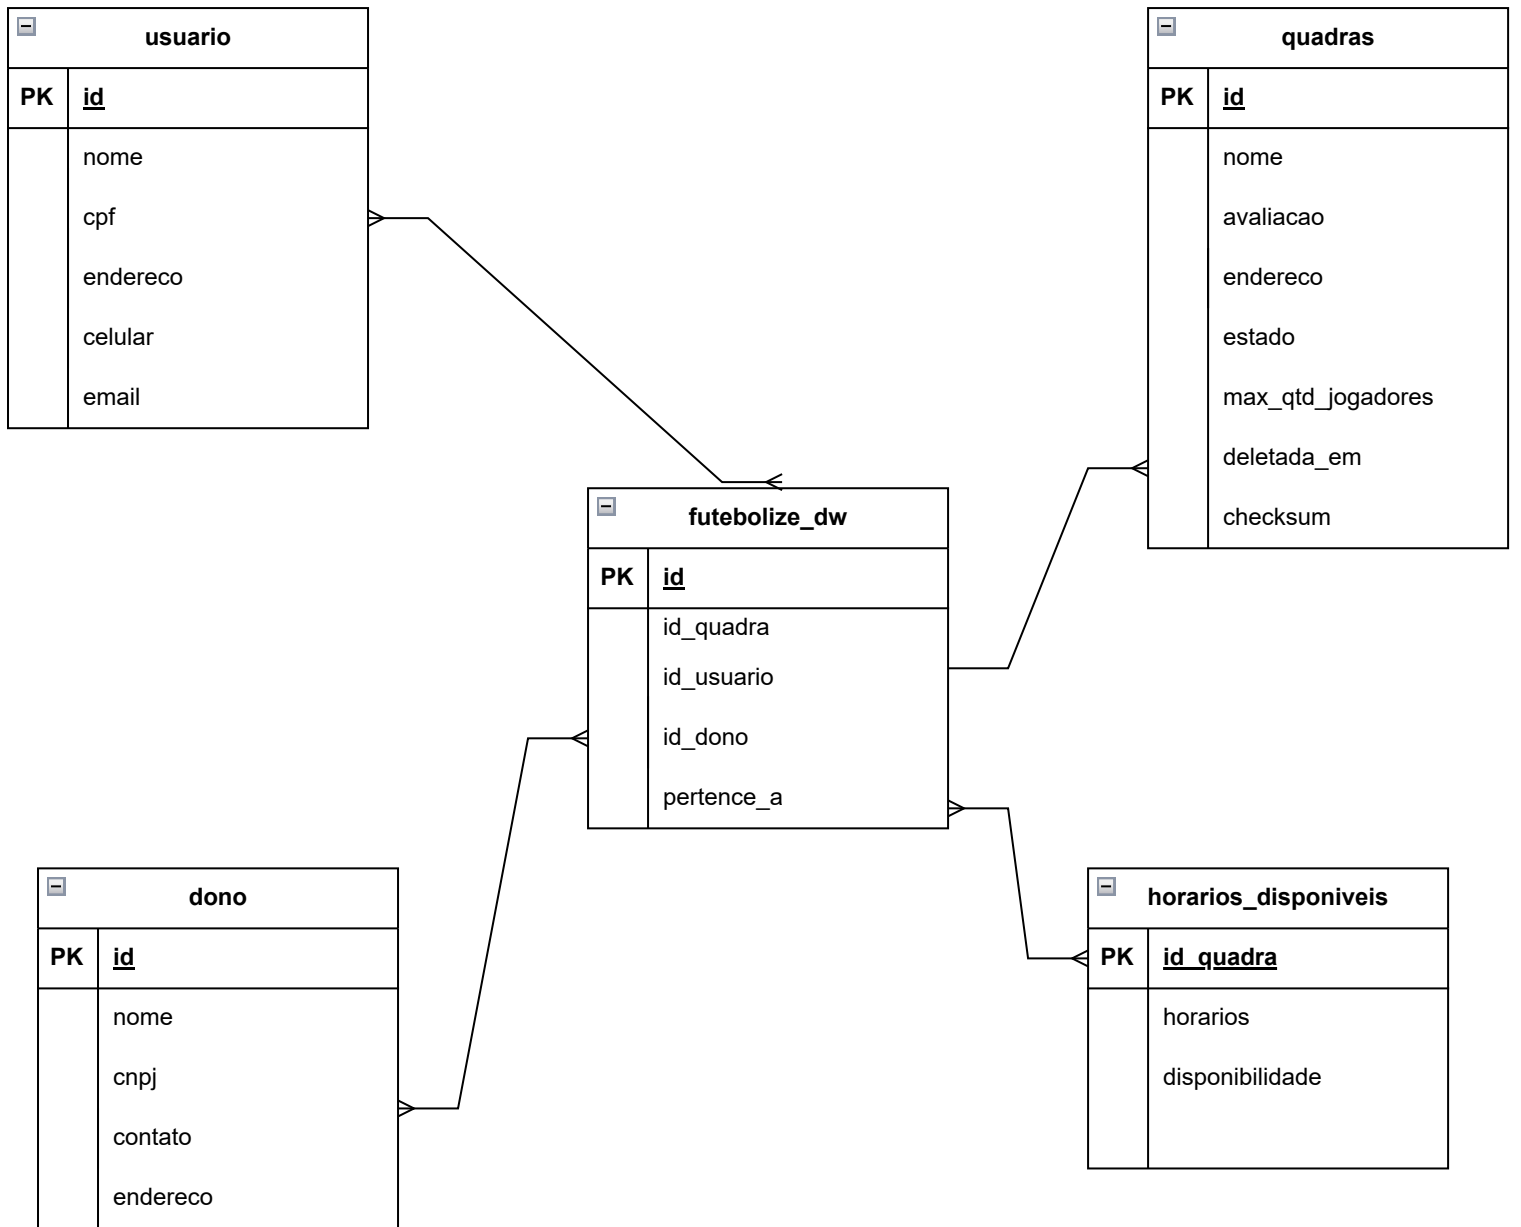 usuario
PK id
nome
cpf
endereco
celular
email
quadras
PK id
nome
avaliacao
endereco
estado
max_qtd_jogadores
deletada_em
checksum
futebolize_dw
PK id
id_quadra
id_usuario
id_dono
pertence_a
dono
PK id
nome
cnpj
contato
endereco
horarios_disponiveis
PK id_quadra
horarios
disponibilidade